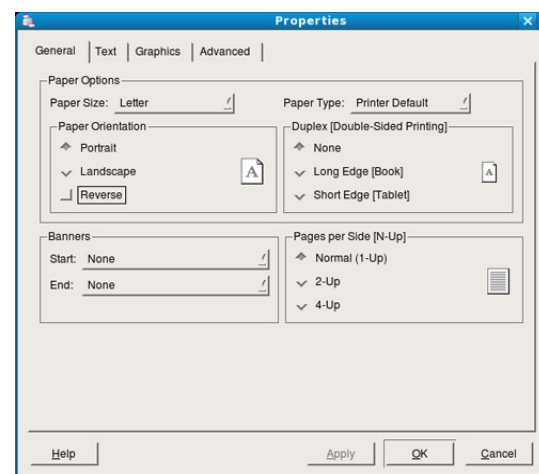 Properties
General Text Graphics Advanced
Paper Options
Paper Size: Letter Paper Type: Printer Default
Paper Orientation
Portrait
Landscape
Reverse
A
Duplex [Double-Sided Printing]
None
Long Edge [Book]
Short Edge [Tablet]
A
Banners
Start: None
End: None
Pages per Side [N-Up]
Normal (1-Up)
2-Up
4-Up
Help Apply OK Cancel